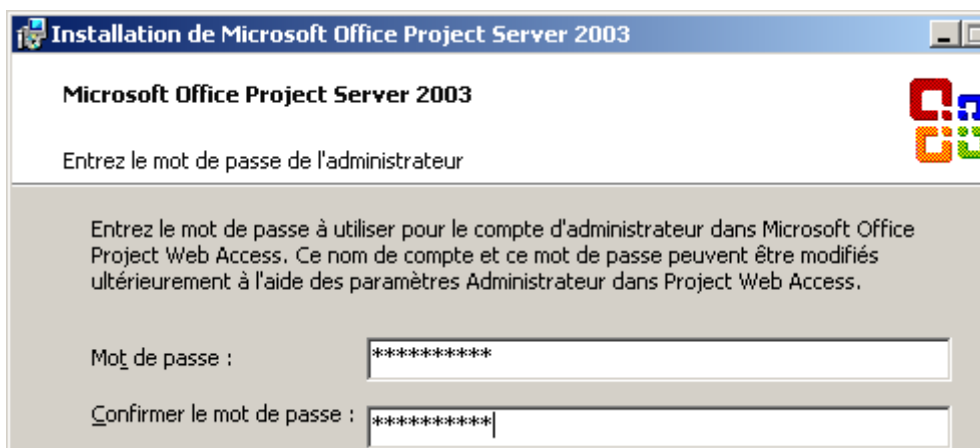 Installation de Microsoft Office Project Server 2003
Microsoft Office Project Server 2003
Entrez le mot de passe de l'administrateur
Entrez le mot de passe à utiliser pour le compte d'administrateur dans Microsoft Office
Project Web Access. Ce nom de compte et ce mot de passe peuvent être modifiés
ultérieurement à l'aide des paramètres Administrateur dans Project Web Access.
Mot de passe : **********
Confirmer le mot de passe : **********